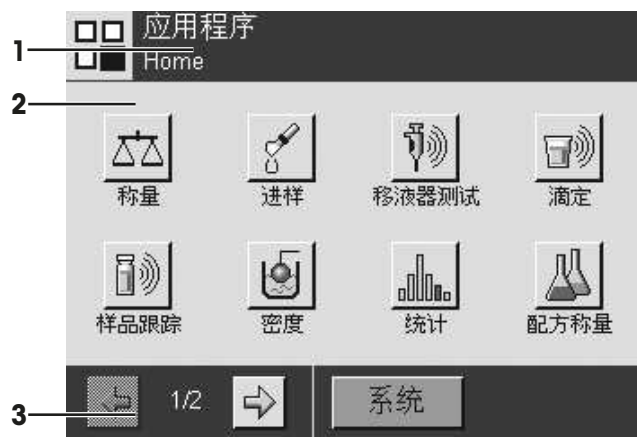 应用程序
1 Home
2
称量 进样 移液器测试 滴定
样品跟踪 密度 统计 配方称量
3 1/2 系统